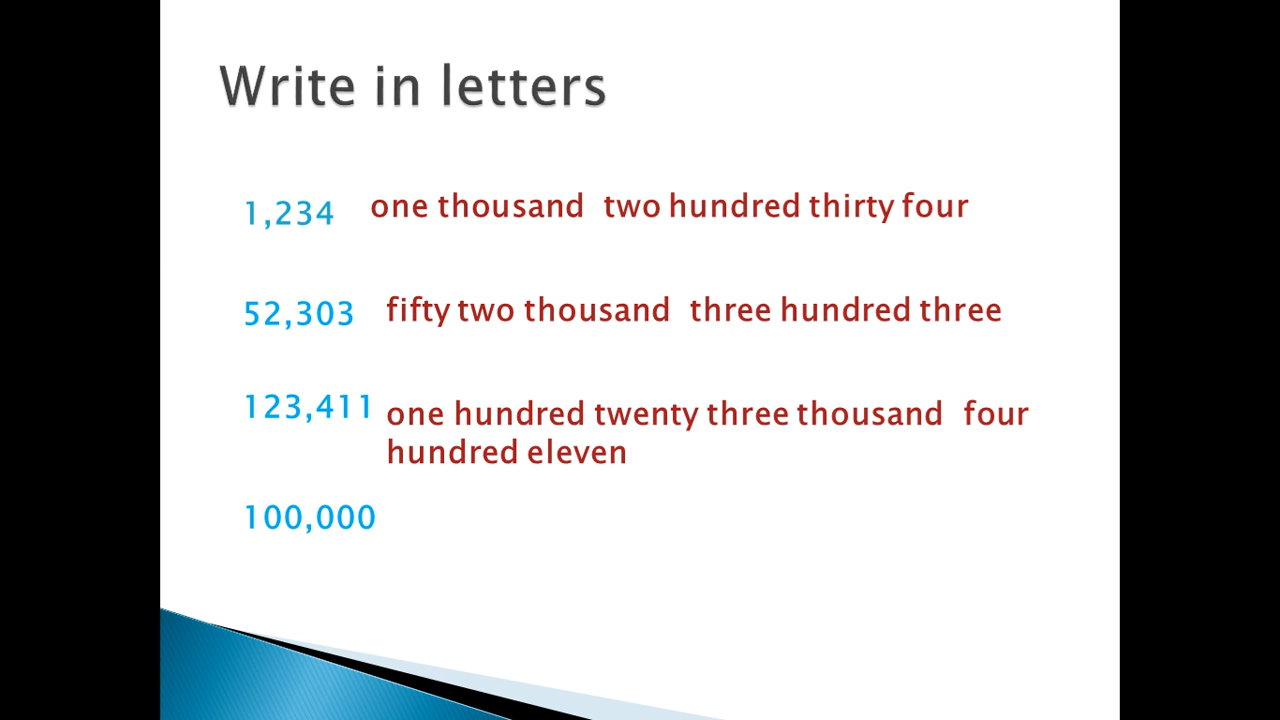 Write in letters
1,234 one thousand two hundred thirty four
52,303 fifty two thousand three hundred three
123,411 one hundred twenty three thousand four
hundred eleven
100,000